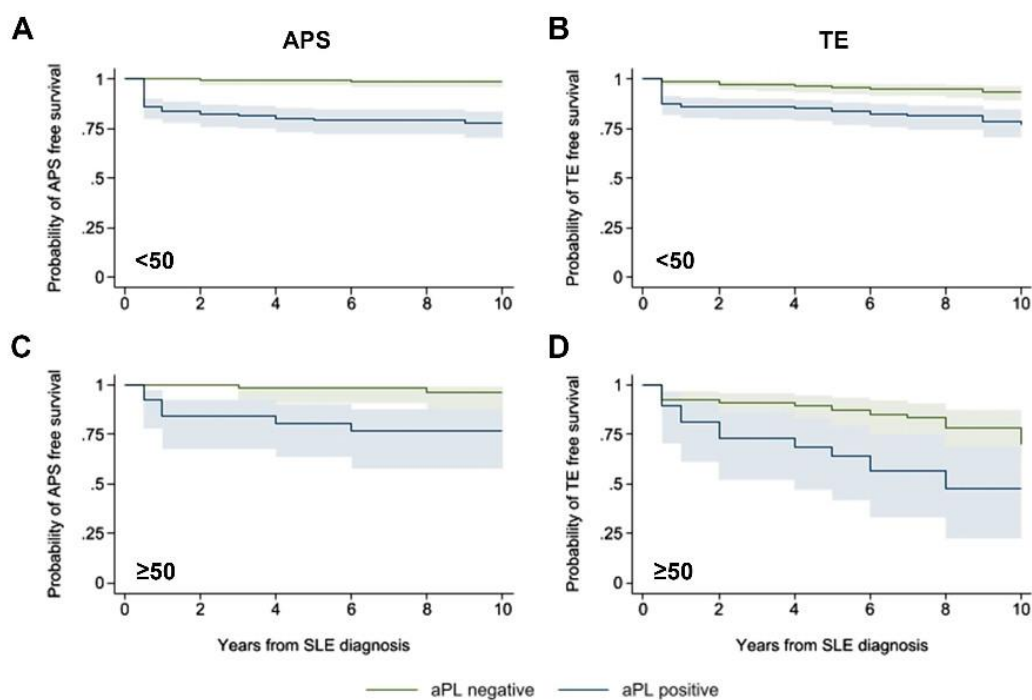 A
APS
Probability of APS free survival
1
.75
.5
.25
0
<50
0 2 4 6 8 10
B
TE
Probability of TE free survival
1
.75
.5
.25
0
<50
0 2 4 6 8 10
C
Probability of APS free survival
1
.75
.5
.25
0
≥50
0 2 4 6 8 10
Years from SLE diagnosis
D
Probability of TE free survival
1
.75
.5
.25
0
≥50
0 2 4 6 8 10
Years from SLE diagnosis
aPL negative aPL positive